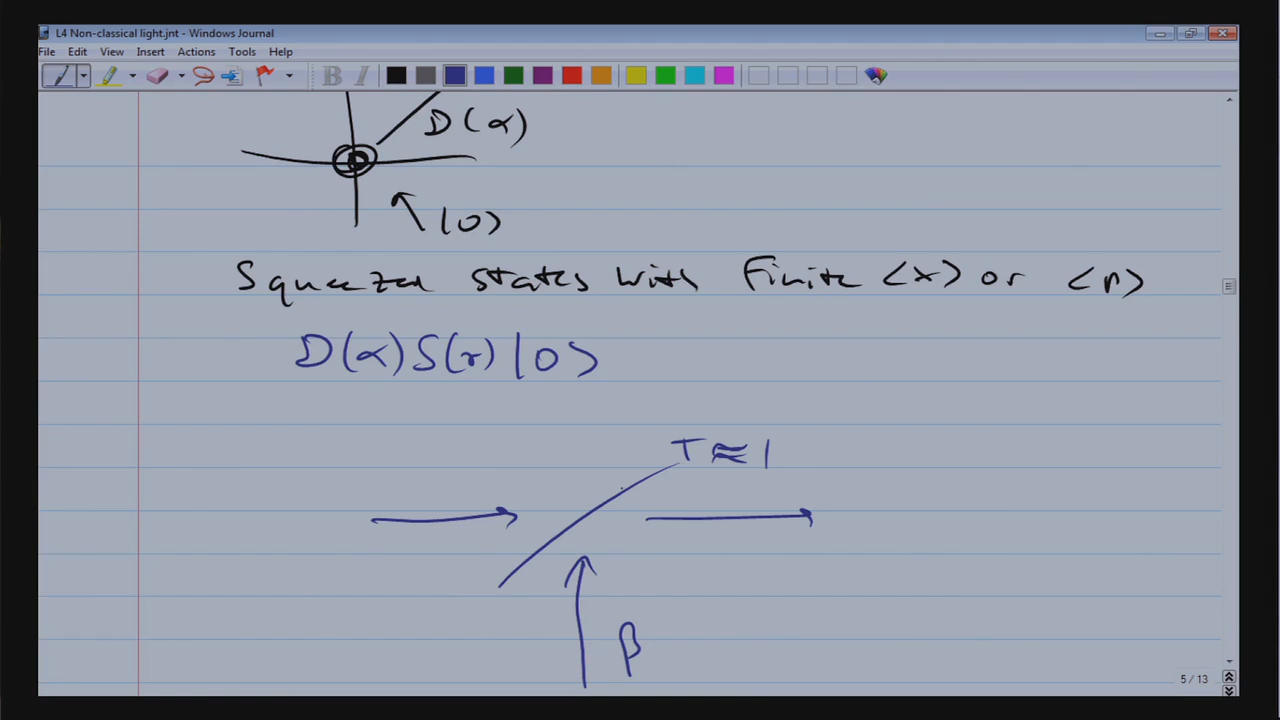 L4 Non-classical light.jnt - Windows Journal
File Edit View Insert Actions Tools Help
B I
D(α)
|0⟩
Squeezed states with finite ⟨x⟩ or ⟨p⟩
D(α)S(r)|0⟩
T ≈ 1
β
5 / 13